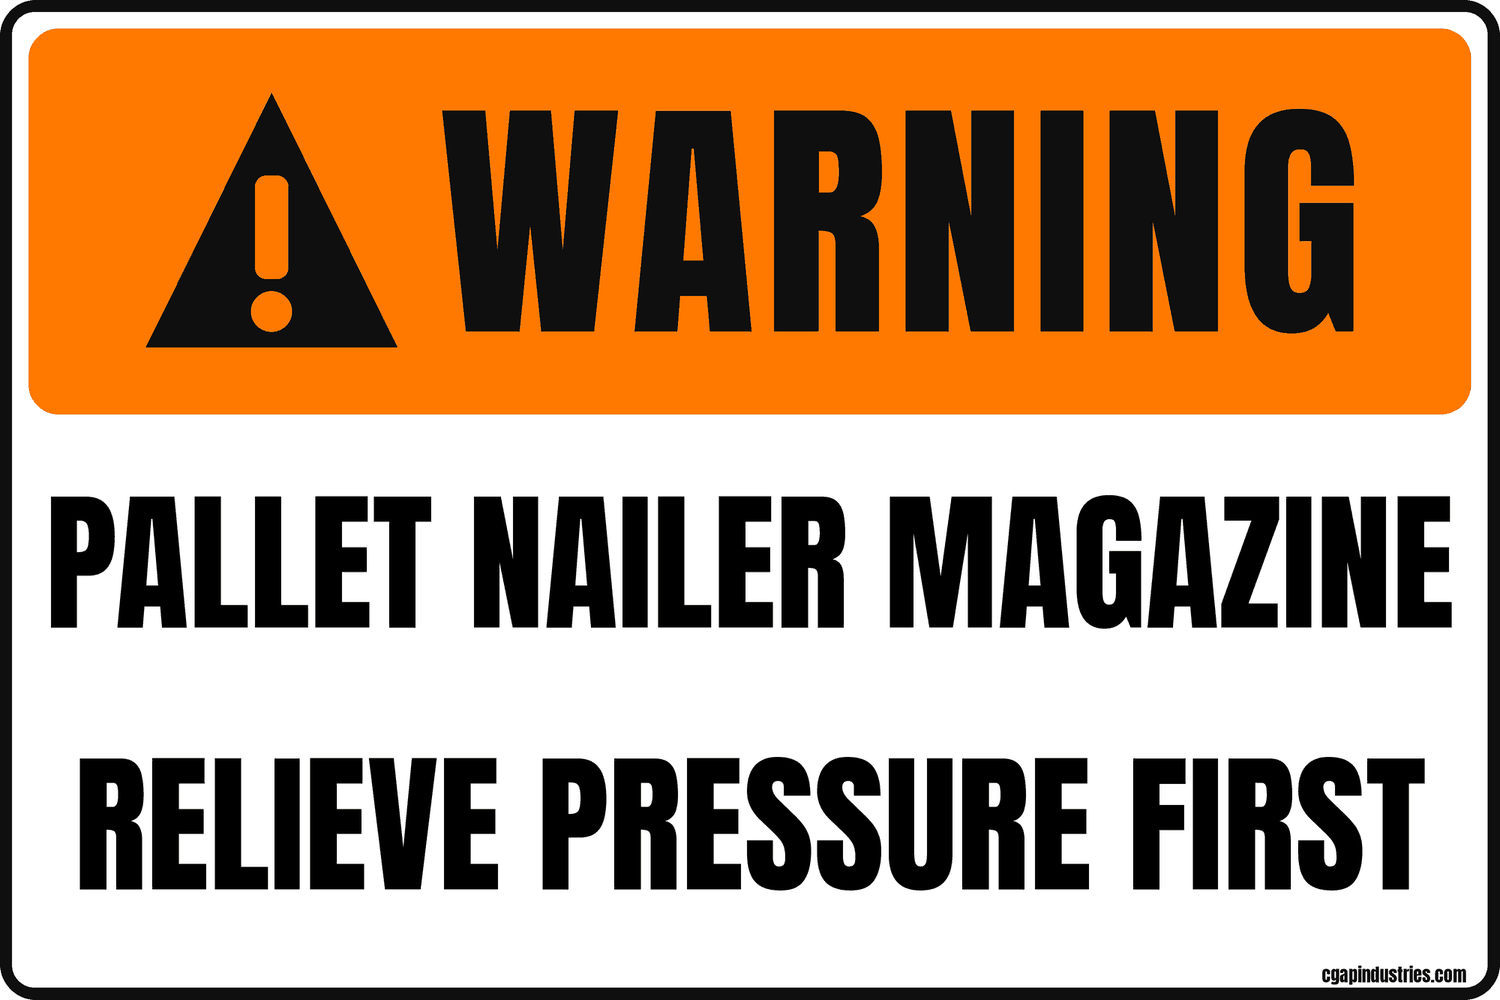 WARNING
PALLET NAILER MAGAZINE
RELIEVE PRESSURE FIRST
cgapindustries.com